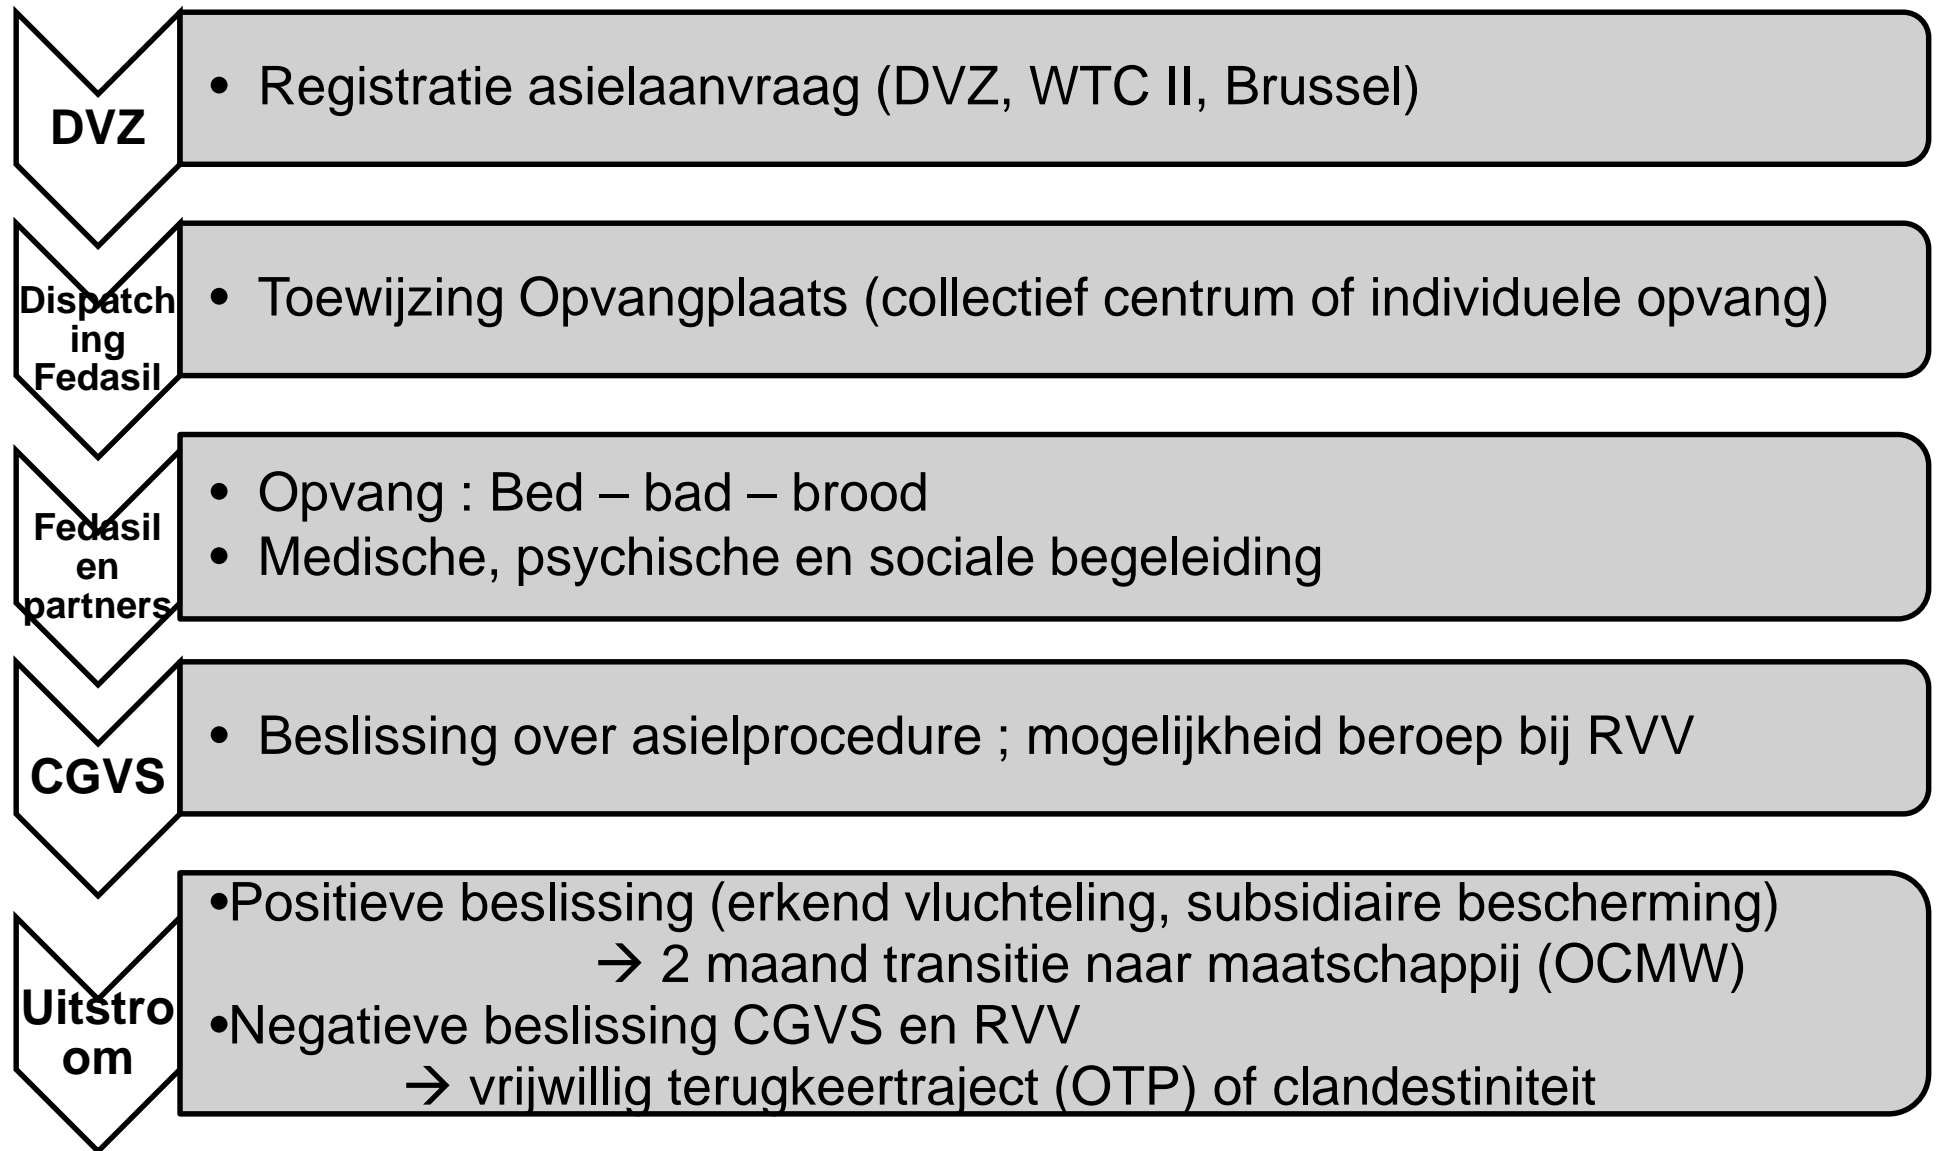 DVZ
• Registratie asielaanvraag (DVZ, WTC II, Brussel)
Dispatch
ing
Fedasil
• Toewijzing Opvangplaats (collectief centrum of individuele opvang)
Fedasil
en
partners
• Opvang : Bed – bad – brood
• Medische, psychische en sociale begeleiding
CGVS
• Beslissing over asielprocedure ; mogelijkheid beroep bij RVV
Uitstro
om
•Positieve beslissing (erkend vluchteling, subsidiaire bescherming)
→ 2 maand transitie naar maatschappij (OCMW)
•Negatieve beslissing CGVS en RVV
→ vrijwillig terugkeertraject (OTP) of clandestiniteit